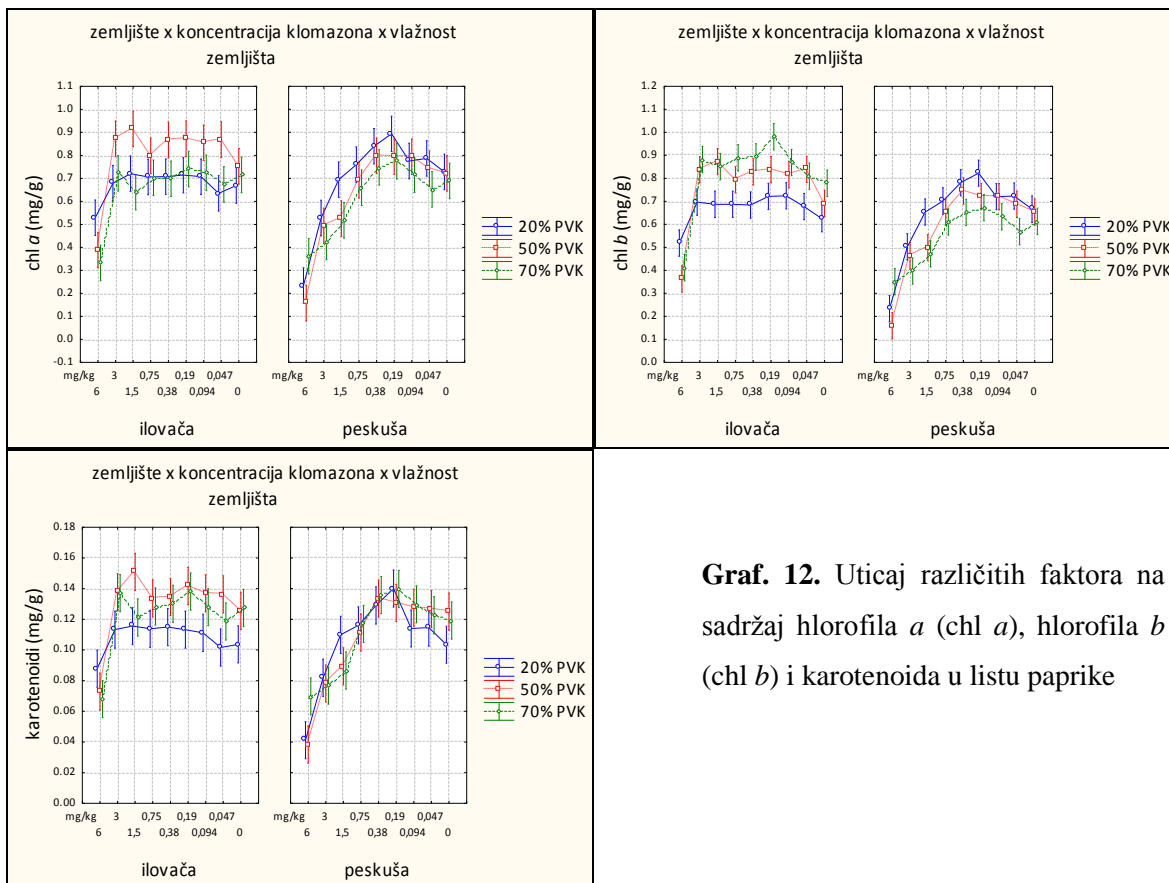 zemljište x koncentracija klomazona x vlažnost
zemljišta
1.1
1.0
0.9
0.8
0.7
0.6
0.5
0.4
0.3
0.2
0.1
0.0
-0.1
chl a (mg/g)
mg/kg
3
0,75
0,19
0,047
6
1,5
0,38
0,094
0
ilovača
mg/kg
3
0,75
0,19
0,047
6
1,5
0,38
0,094
0
peskuša
20% PVK
50% PVK
70% PVK
zemljište x koncentracija klomazona x vlažnost
zemljišta
1.2
1.1
1.0
0.9
0.8
0.7
0.6
0.5
0.4
0.3
0.2
0.1
0.0
chl b (mg/g)
mg/kg
3
0,75
0,19
0,047
6
1,5
0,38
0,094
0
ilovača
mg/kg
3
0,75
0,19
0,047
6
1,5
0,38
0,094
0
peskuša
20% PVK
50% PVK
70% PVK
zemljište x koncentracija klomazona x vlažnost
zemljišta
0.18
0.16
0.14
0.12
0.10
0.08
0.06
0.04
0.02
0.00
karotenoidi (mg/g)
mg/kg
3
0,75
0,19
0,047
6
1,5
0,38
0,094
0
ilovača
mg/kg
3
0,75
0,19
0,047
6
1,5
0,38
0,094
0
peskuša
20% PVK
50% PVK
70% PVK
Graf. 12. Uticaj različitih faktora na
sadržaj hlorofila a (chl a), hlorofila b
(chl b) i karotenoida u listu paprike